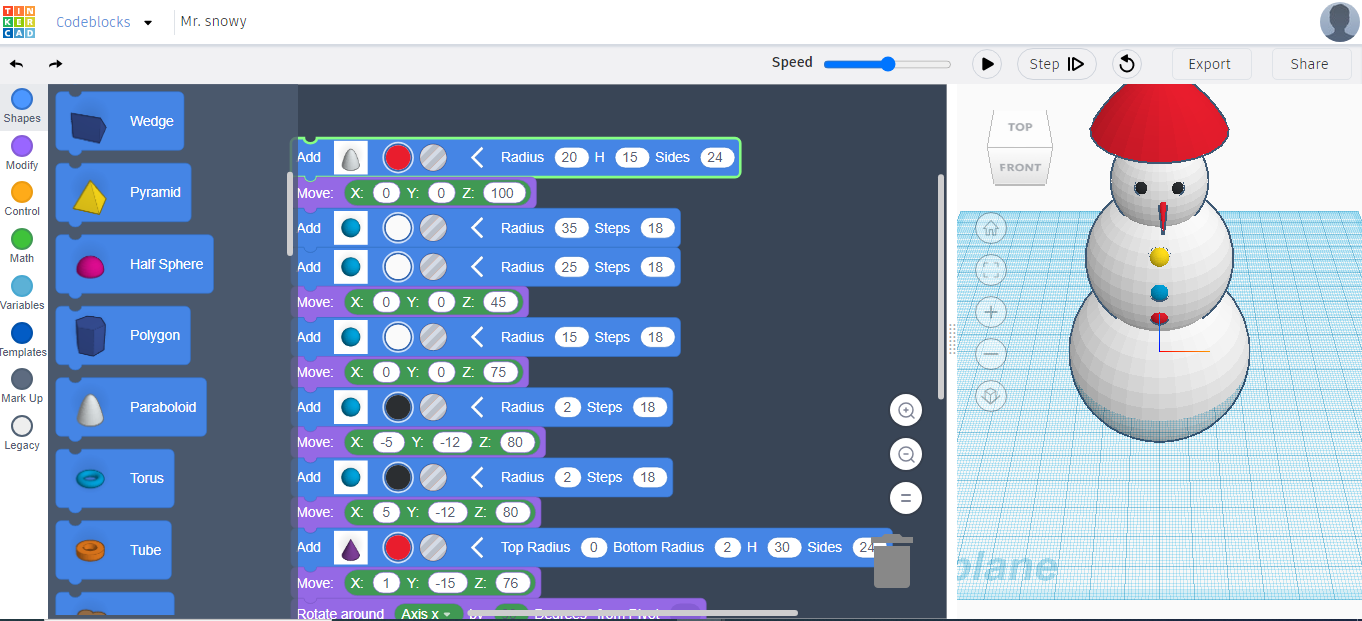 TIN
KER
CAD
Codeblocks
Mr. snowy
Speed
Step
Export
Share
Shapes
Modify
Control
Math
Variables
Templates
Mark Up
Legacy
Wedge
Pyramid
Half Sphere
Polygon
Paraboloid
Torus
Tube
Add Radius 20 H 15 Sides 24
Move: X: 0 Y: 0 Z: 100
Add Radius 35 Steps 18
Add Radius 25 Steps 18
Move: X: 0 Y: 0 Z: 45
Add Radius 15 Steps 18
Move: X: 0 Y: 0 Z: 75
Add Radius 2 Steps 18
Move: X: -5 Y: -12 Z: 80
Add Radius 2 Steps 18
Move: X: 5 Y: -12 Z: 80
Add Top Radius 0 Bottom Radius 2 H 30 Sides 24
Move: X: 1 Y: -15 Z: 76
Rotate around Axis x by Degrees from Pivot
=
TOP
FRONT
plane